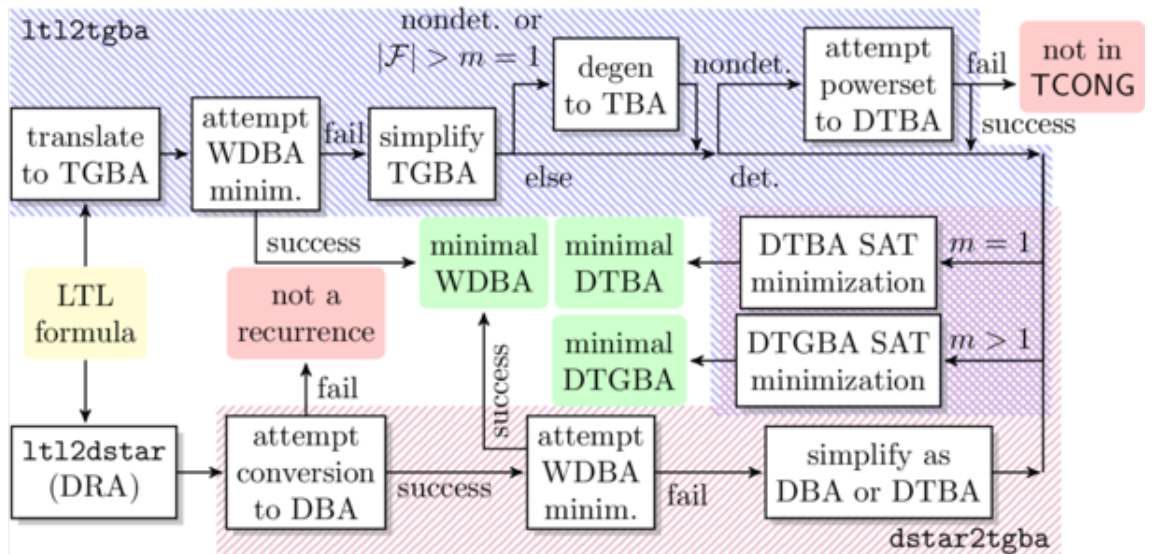 ltl2tgba
nondet. or
|ℱ| > m = 1
translate
to TGBA
attempt
WDBA
minim.
fail
simplify
TGBA
degen
to TBA
else
nondet.
det.
attempt
powerset
to DTBA
fail
success
not in
TCONG
success
minimal
WDBA
minimal
DTBA
DTBA SAT
minimization
m = 1
LTL
formula
not a
recurrence
minimal
DTGBA
DTGBA SAT
minimization
m > 1
fail
success
ltl2dstar
(DRA)
attempt
conversion
to DBA
success
attempt
WDBA
minim.
fail
simplify as
DBA or DTBA
dstar2tgba